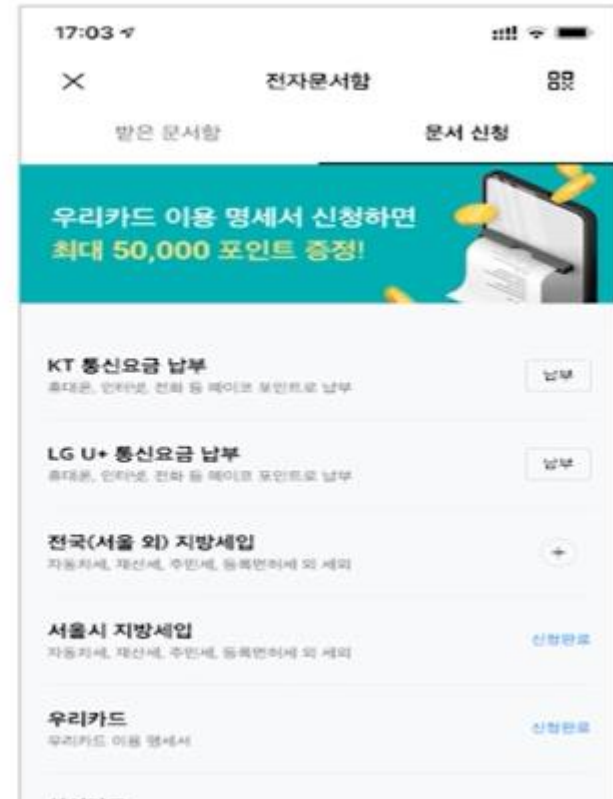 17:03
전자문서함
받은 문서함
문서 신청
우리카드 이용 명세서 신청하면
최대 50,000 포인트 증정!
KT 통신요금 납부
납부
휴대폰, 인터넷, 전화 등 페이코 포인트로 납부
LG U+ 통신요금 납부
납부
휴대폰, 인터넷, 전화 등 페이코 포인트로 납부
전국(서울 외) 지방세입
자동차세, 재산세, 주민세, 등록면허세 외 세외
서울시 지방세입
신청완료
자동차세, 재산세, 주민세, 등록면허세 외 세외
우리카드
신청완료
우리카드 이용 명세서